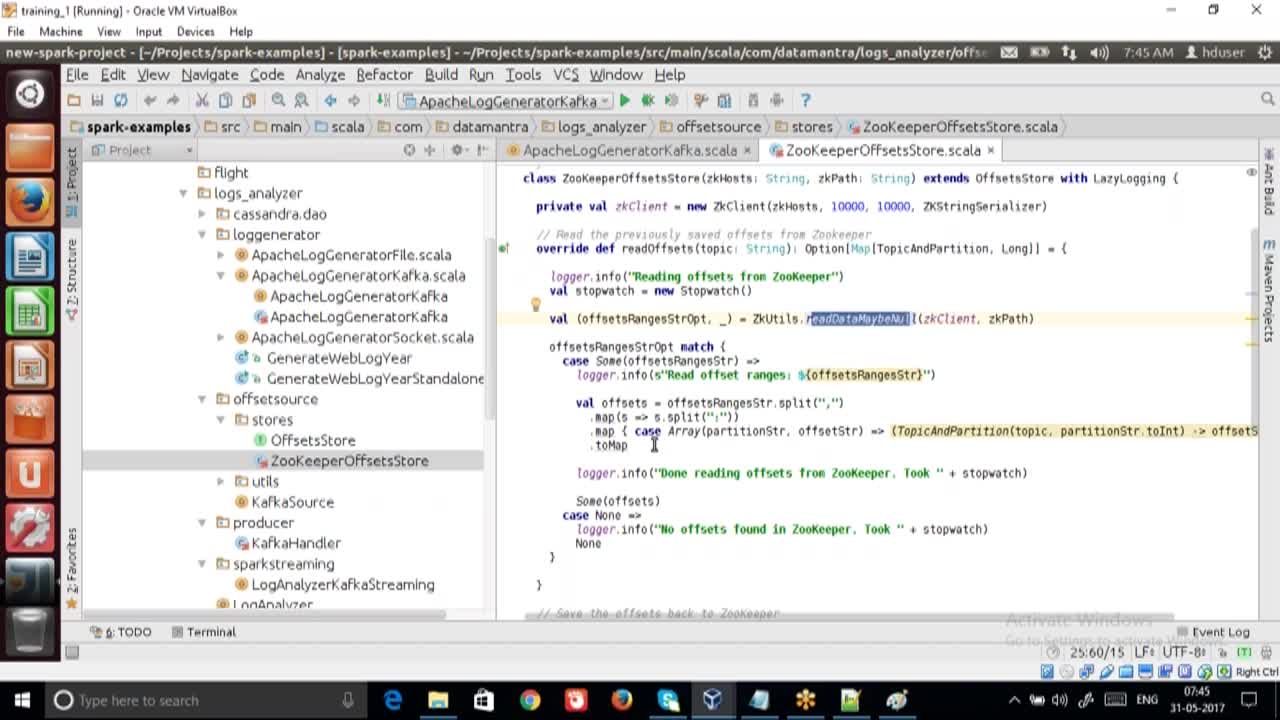 training_1 [Running] - Oracle VM VirtualBox
File Machine View Input Devices Help
new-spark-project - [~/Projects/spark-examples] - [spark-examples] - ~/Projects/spark-examples/src/main/scala/com/datamantra/logs_analyzer/offse
7:45 AM hduser
File Edit View Navigate Code Analyze Refactor Build Run Tools VCS Window Help
ApacheLogGeneratorKafka
spark-examples src main scala com datamantra logs_analyzer offsetsource stores ZooKeeperOffsetsStore.scala
1: Project
7: Structure
2: Favorites
Project
flight
logs_analyzer
cassandra.dao
loggenerator
ApacheLogGeneratorFile.scala
ApacheLogGeneratorKafka.scala
ApacheLogGeneratorKafka
ApacheLogGeneratorKafka
ApacheLogGeneratorSocket.scala
GenerateWebLogYear
GenerateWebLogYearStandalone
offsetsource
stores
OffsetsStore
ZooKeeperOffsetsStore
utils
KafkaSource
producer
KafkaHandler
sparkstreaming
LogAnalyzerKafkaStreaming
LogAnalyzer
ApacheLogGeneratorKafka.scala ZooKeeperOffsetsStore.scala
class ZooKeeperOffsetsStore(zkHosts: String, zkPath: String) extends OffsetsStore with LazyLogging {
private val zkClient = new ZkClient(zkHosts, 10000, 10000, ZKStringSerializer)
// Read the previously saved offsets from Zookeeper
override def readOffsets(topic: String): Option[Map[TopicAndPartition, Long]] = {
logger.info("Reading offsets from ZooKeeper")
val stopwatch = new Stopwatch()
val (offsetsRangesStrOpt, _) = ZkUtils.readDataMaybeNull(zkClient, zkPath)
offsetsRangesStrOpt match {
case Some(offsetsRangesStr) =>
logger.info(s"Read offset ranges: ${offsetsRangesStr}")
val offsets = offsetsRangesStr.split(",")
.map(s => s.split(":"))
.map { case Array(partitionStr, offsetStr) => (TopicAndPartition(topic, partitionStr.toInt) -> offsetS
.toMap
logger.info("Done reading offsets from ZooKeeper. Took " + stopwatch)
Some(offsets)
case None =>
logger.info("No offsets found in ZooKeeper. Took " + stopwatch)
None
}
}
// Save the offsets back to ZooKeeper
Ant Build
Maven Projects
Activate Windows
Go to Settings to activate Windows.
6: TODO Terminal Event Log
25:60/15 LF UTF-8
Right Ctrl
Type here to search
ENG
07:45
31-05-2017